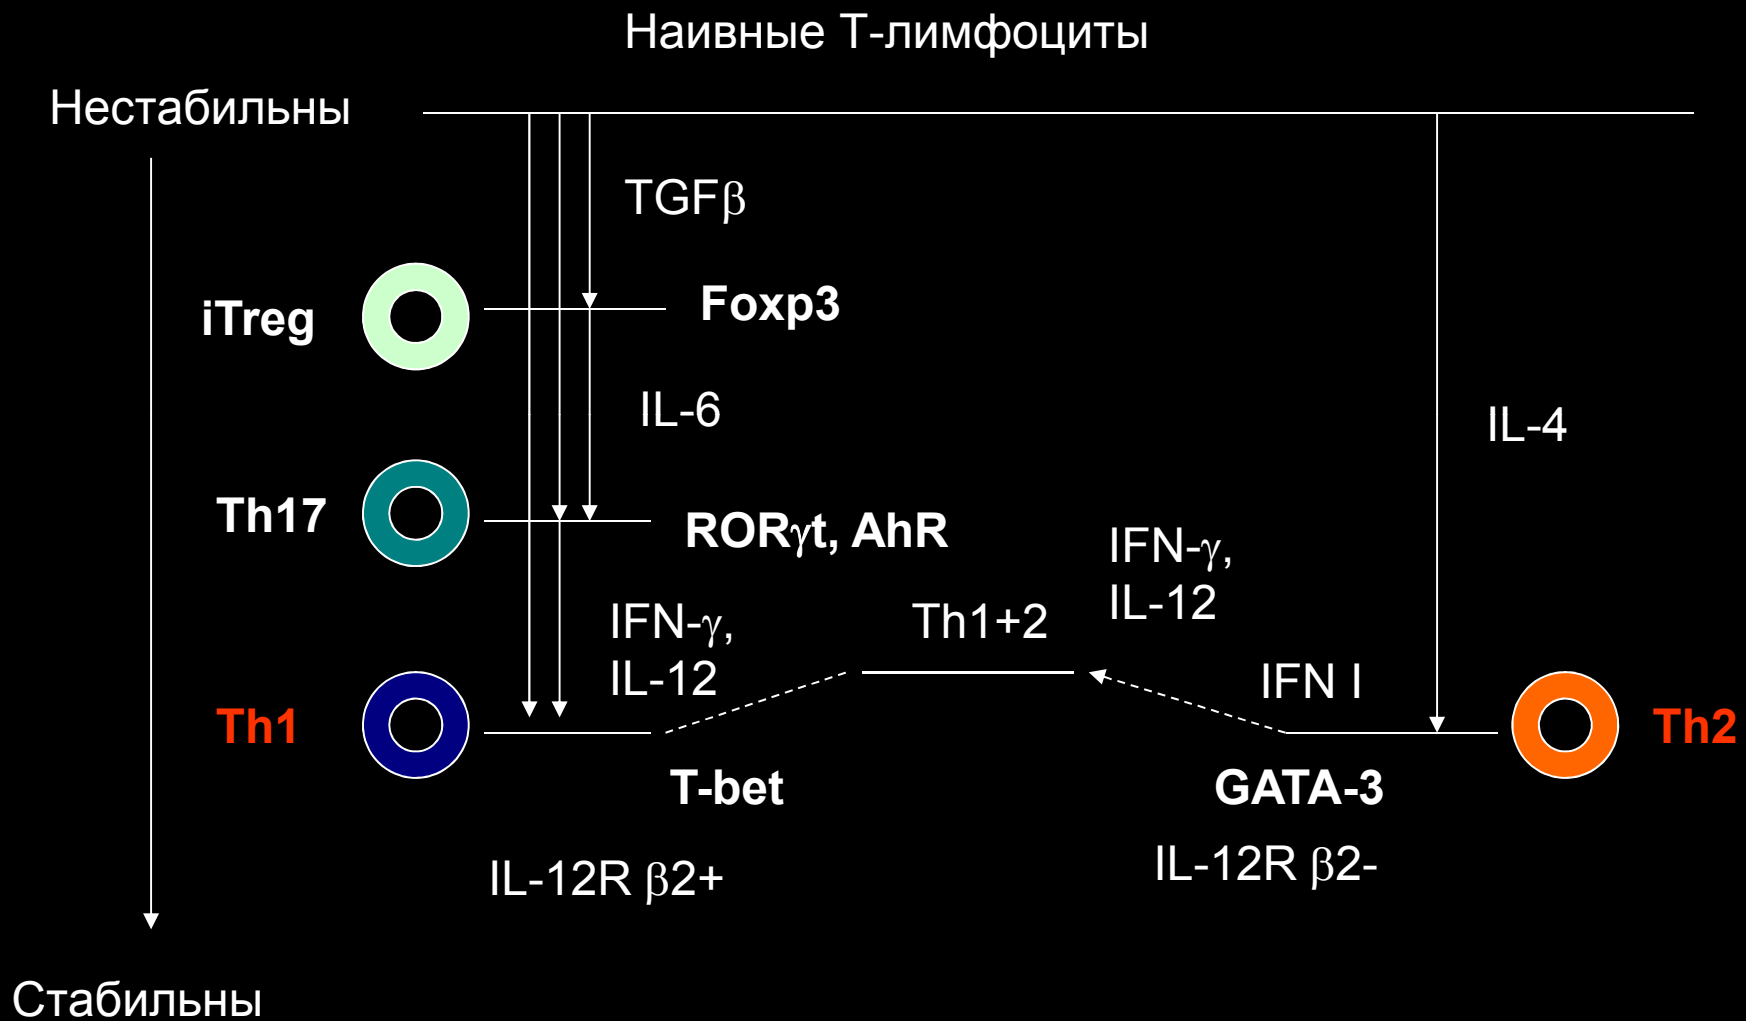 Наивные Т-лимфоциты
Нестабильны
TGFβ
iTreg
Foxp3
IL-6
IL-4
Th17
RORγt, AhR
IFN-γ,
IL-12
IFN-γ,
IL-12
Th1+2
IFN I
Th1
Th2
T-bet
GATA-3
IL-12R β2+
IL-12R β2-
Стабильны